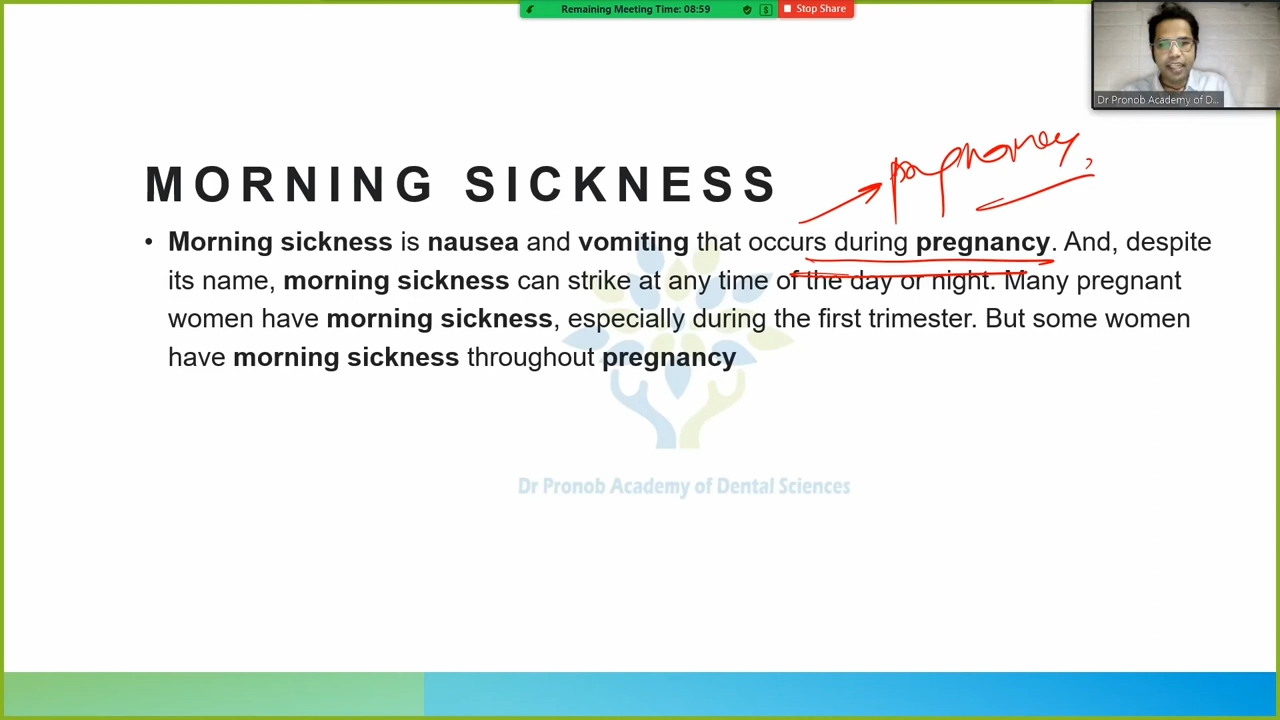 Remaining Meeting Time: 08:59
Stop Share
Dr Pronob Academy of D...
MORNING SICKNESS
• Morning sickness is nausea and vomiting that occurs during pregnancy. And, despite
its name, morning sickness can strike at any time of the day or night. Many pregnant
women have morning sickness, especially during the first trimester. But some women
have morning sickness throughout pregnancy
Dr Pronob Academy of Dental Sciences